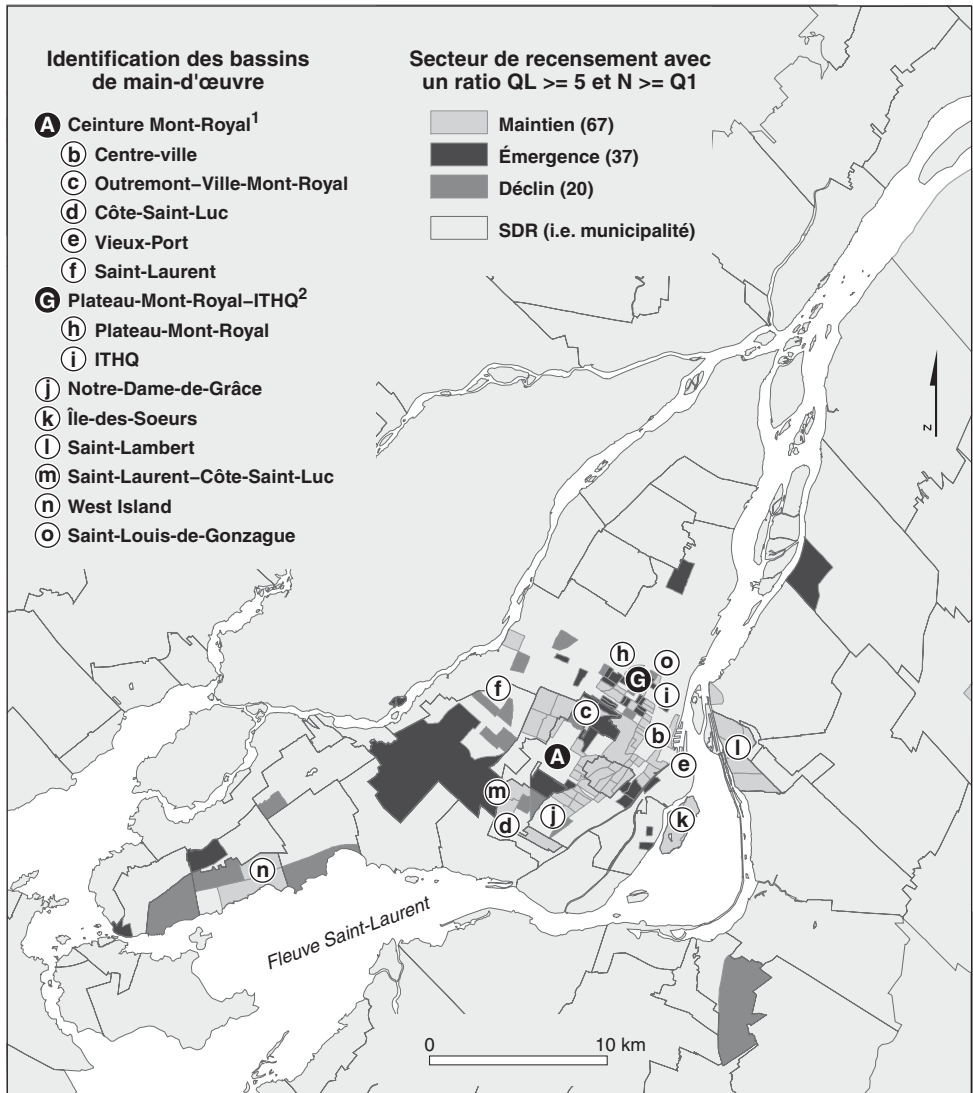 Identification des bassins
de main-d'œuvre
A Ceinture Mont-Royal1
b Centre-ville
c Outremont–Ville-Mont-Royal
d Côte-Saint-Luc
e Vieux-Port
f Saint-Laurent
G Plateau-Mont-Royal–ITHQ2
h Plateau-Mont-Royal
i ITHQ
j Notre-Dame-de-Grâce
k Île-des-Soeurs
l Saint-Lambert
m Saint-Laurent–Côte-Saint-Luc
n West Island
o Saint-Louis-de-Gonzague
Secteur de recensement avec
un ratio QL >= 5 et N >= Q1
Maintien (67)
Émergence (37)
Déclin (20)
SDR (i.e. municipalité)
N
h
o
G
f
i
c
b
l
A
e
m
j
k
d
n
Fleuve Saint-Laurent
0 10 km